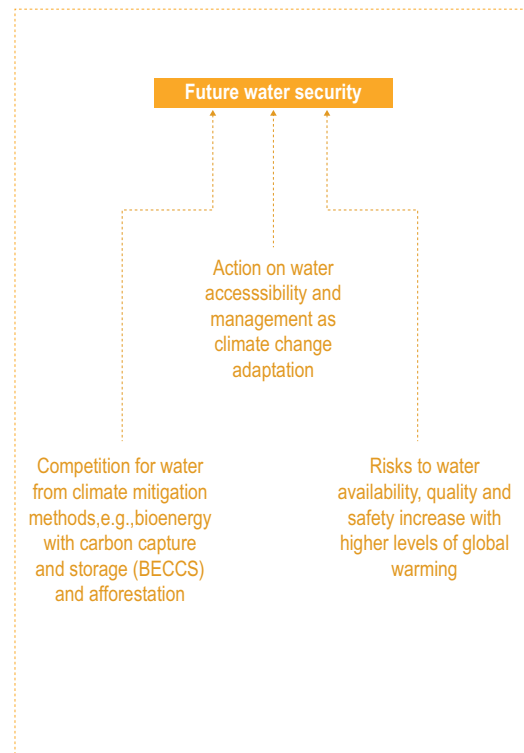 Future water security
Action on water
accesssibility and
management as
climate change
adaptation
Competition for water
from climate mitigation
methods,e.g.,bioenergy
with carbon capture
and storage (BECCS)
and afforestation
Risks to water
availability, quality and
safety increase with
higher levels of global
warming